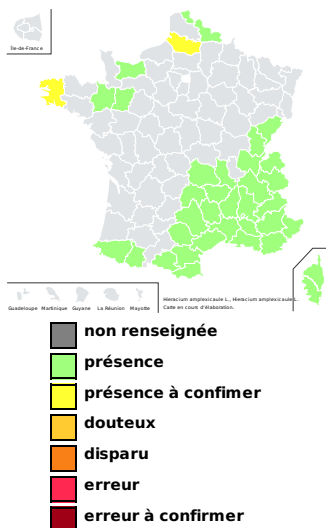 Île-de-France
Guadeloupe Martinique Guyane La Réunion Mayotte
Hieracium amplexicaule L., Hieracium amplexicaule L.
Carte en cours d'élaboration.
non renseignée
présence
présence à confimer
douteux
disparu
erreur
erreur à confirmer